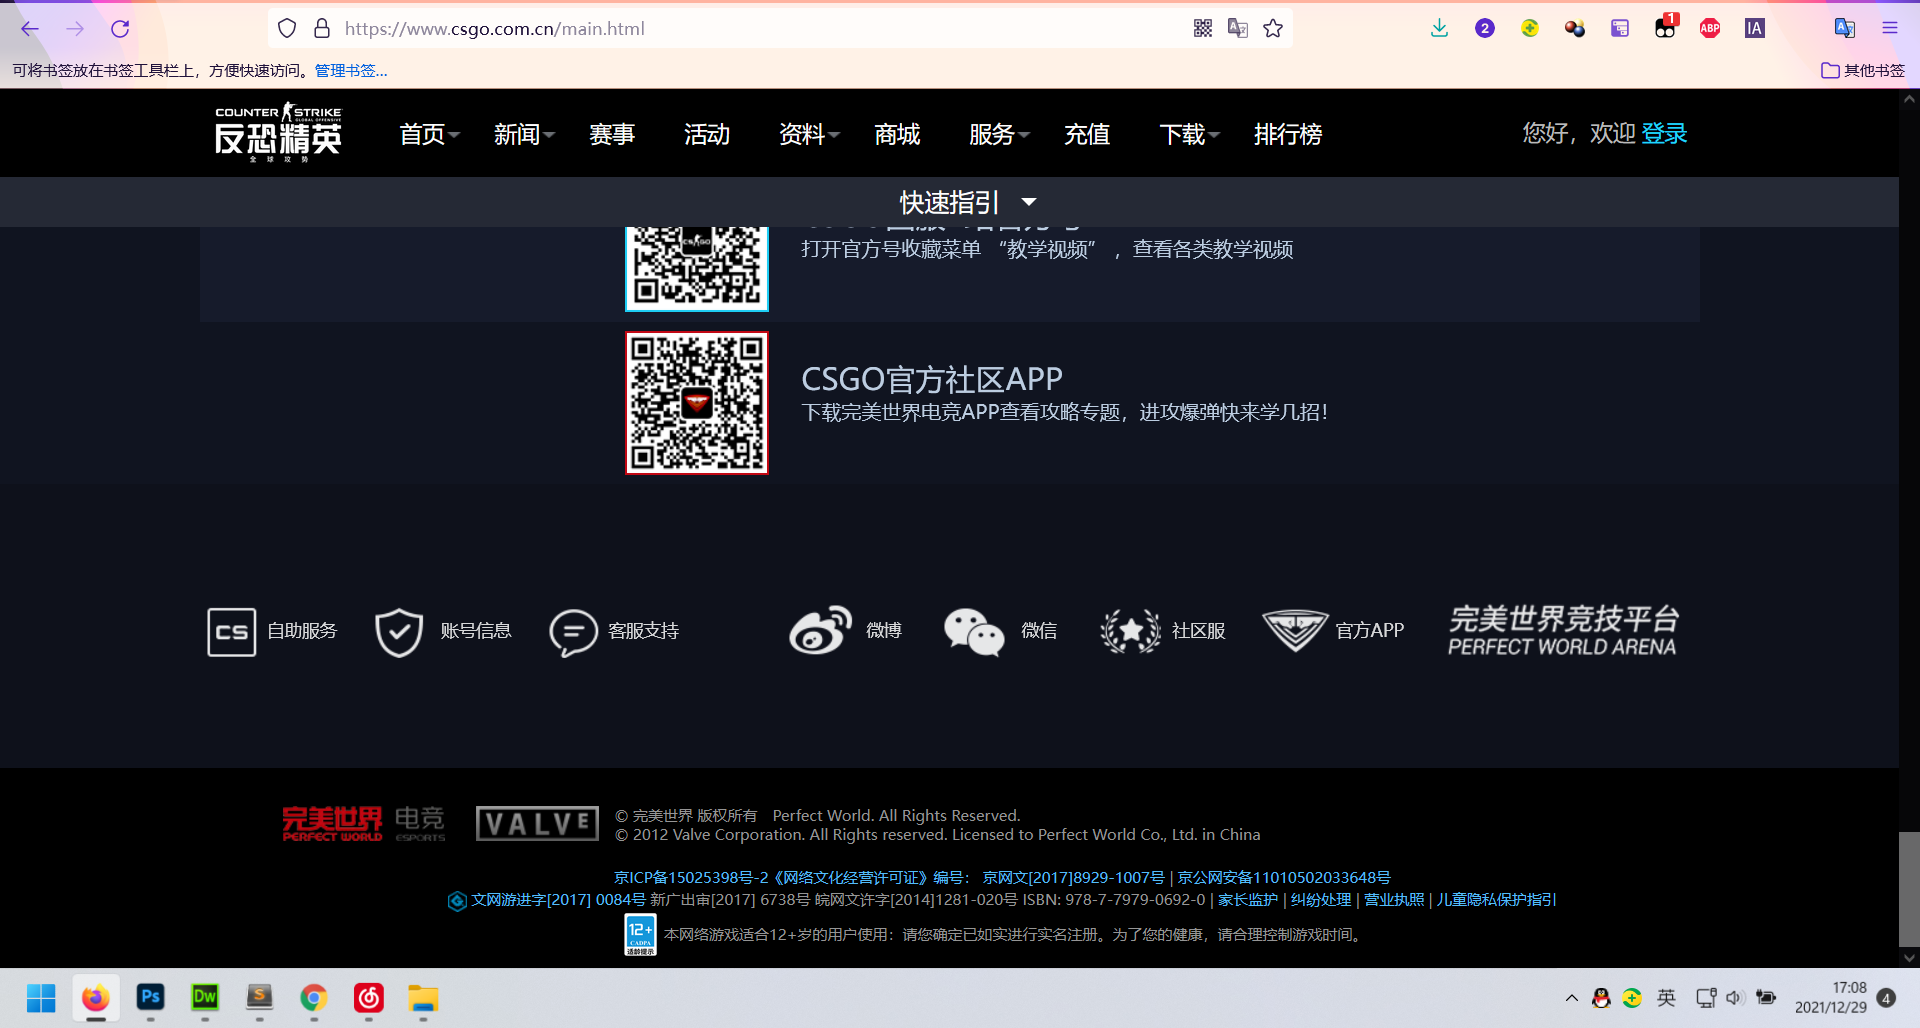 https://www.csgo.com.cn/main.html
2
1
ABP
IA
可将书签放在书签工具栏上，方便快速访问。管理书签...
其他书签
COUNTER STRIKE
GLOBAL OFFENSIVE
反恐精英
全球攻势
首页 新闻 赛事 活动 资料 商城 服务 充值 下载 排行榜
您好，欢迎 登录
快速指引
CS:GO
打开官方号收藏菜单 “教学视频” ，查看各类教学视频
CSGO官方社区APP
下载完美世界电竞APP查看攻略专题，进攻爆弹快来学几招！
CS 自助服务 账号信息 客服支持 微博 微信 社区服 官方APP
完美世界竞技平台
PERFECT WORLD ARENA
完美世界 电竞
PERFECT WORLD ESPORTS
VALVE
© 完美世界 版权所有 Perfect World. All Rights Reserved.
© 2012 Valve Corporation. All Rights reserved. Licensed to Perfect World Co., Ltd. in China
京ICP备15025398号-2《网络文化经营许可证》编号： 京网文[2017]8929-1007号 | 京公网安备11010502033648号
文网游进字[2017] 0084号 新广出审[2017] 6738号 皖网文许字[2014]1281-020号 ISBN: 978-7-7979-0692-0 | 家长监护 | 纠纷处理 | 营业执照 | 儿童隐私保护指引
12+
CADPA
适龄提示
本网络游戏适合12+岁的用户使用：请您确定已如实进行实名注册。为了您的健康，请合理控制游戏时间。
Ps
Dw
S
英
17:08
2021/12/29
4